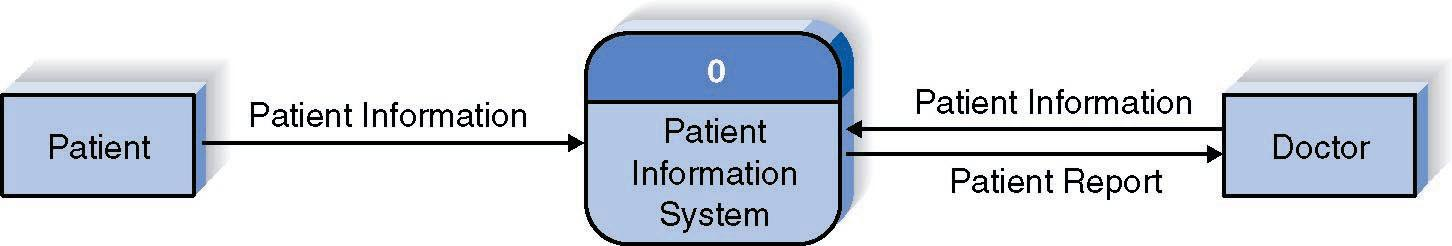 Patient
Patient Information
0
Patient
Information
System
Patient Information
Patient Report
Doctor